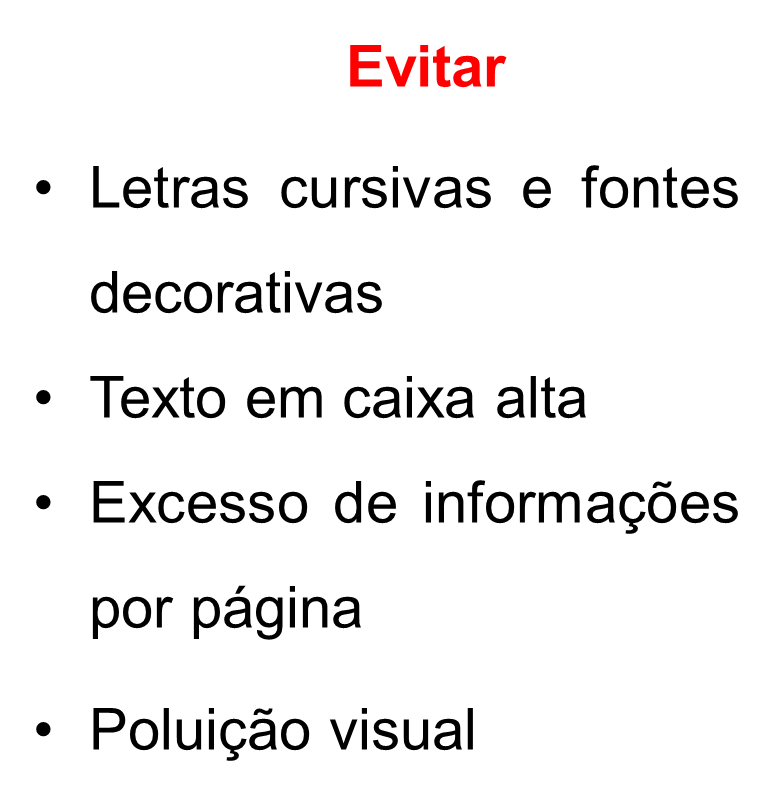 Evitar
• Letras cursivas e fontes
decorativas
• Texto em caixa alta
• Excesso de informações
por página
• Poluição visual